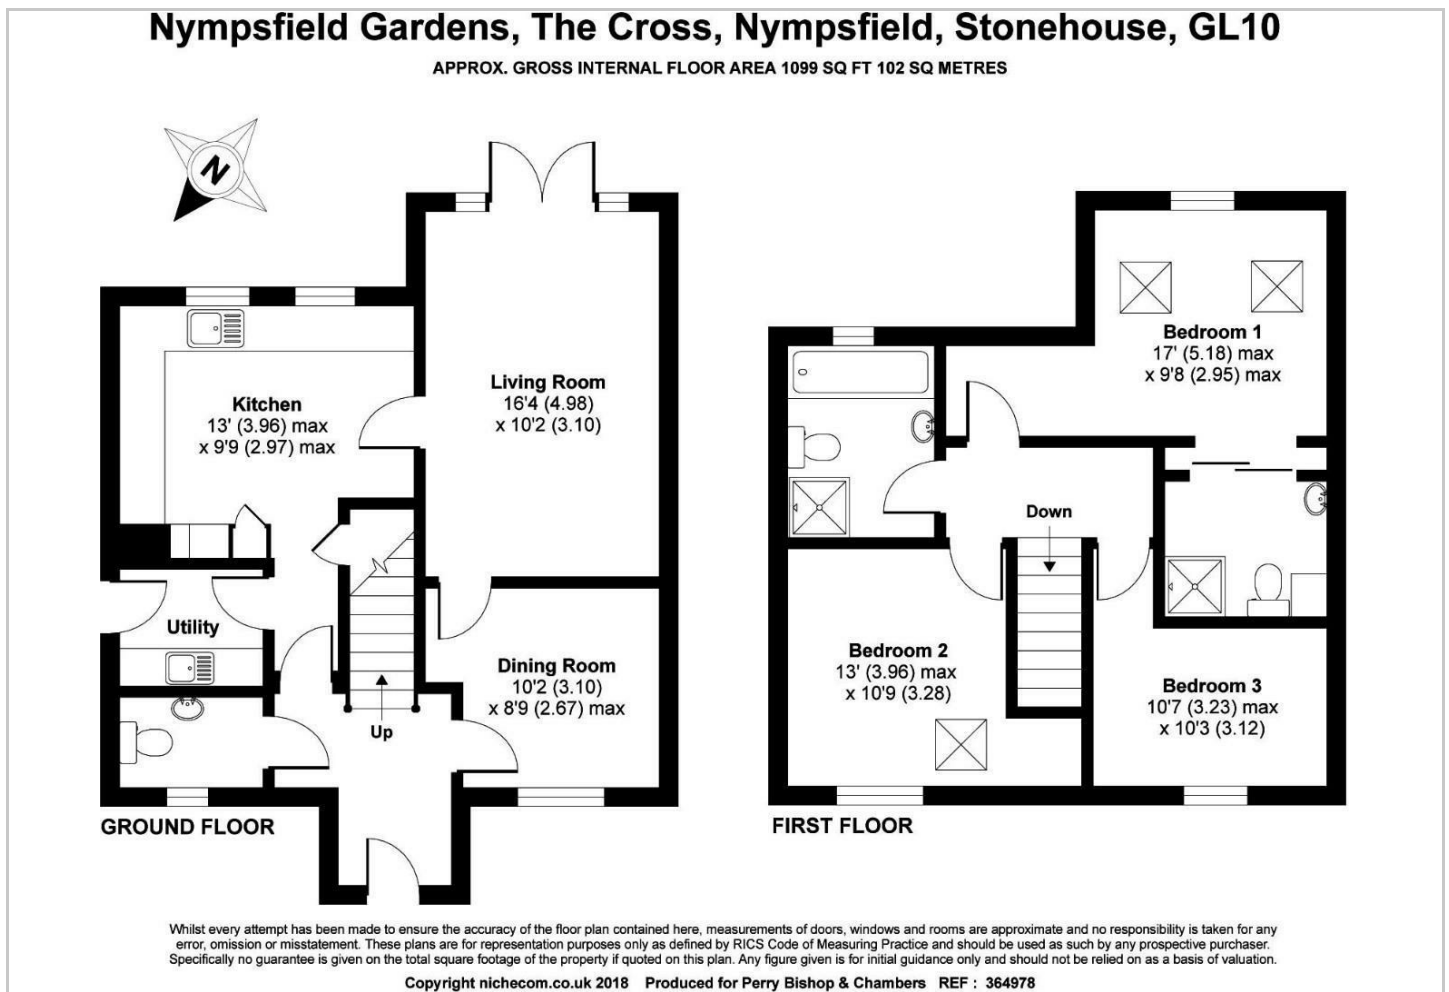 Nympsfield Gardens, The Cross, Nympsfield, Stonehouse, GL10
APPROX. GROSS INTERNAL FLOOR AREA 1099 SQ FT 102 SQ METRES
N
Kitchen
13' (3.96) max
x 9'9 (2.97) max
Living Room
16'4 (4.98)
x 10'2 (3.10)
Utility
Dining Room
10'2 (3.10)
x 8'9 (2.67) max
Up
GROUND FLOOR
Bedroom 1
17' (5.18) max
x 9'8 (2.95) max
Down
Bedroom 2
13' (3.96) max
x 10'9 (3.28)
Bedroom 3
10'7 (3.23) max
x 10'3 (3.12)
FIRST FLOOR
Whilst every attempt has been made to ensure the accuracy of the floor plan contained here, measurements of doors, windows and rooms are approximate and no responsibility is taken for any
error, omission or misstatement. These plans are for representation purposes only as defined by RICS Code of Measuring Practice and should be used as such by any prospective purchaser.
Specifically no guarantee is given on the total square footage of the property if quoted on this plan. Any figure given is for initial guidance only and should not be relied on as a basis of valuation.
Copyright nichecom.co.uk 2018 Produced for Perry Bishop & Chambers REF : 364978